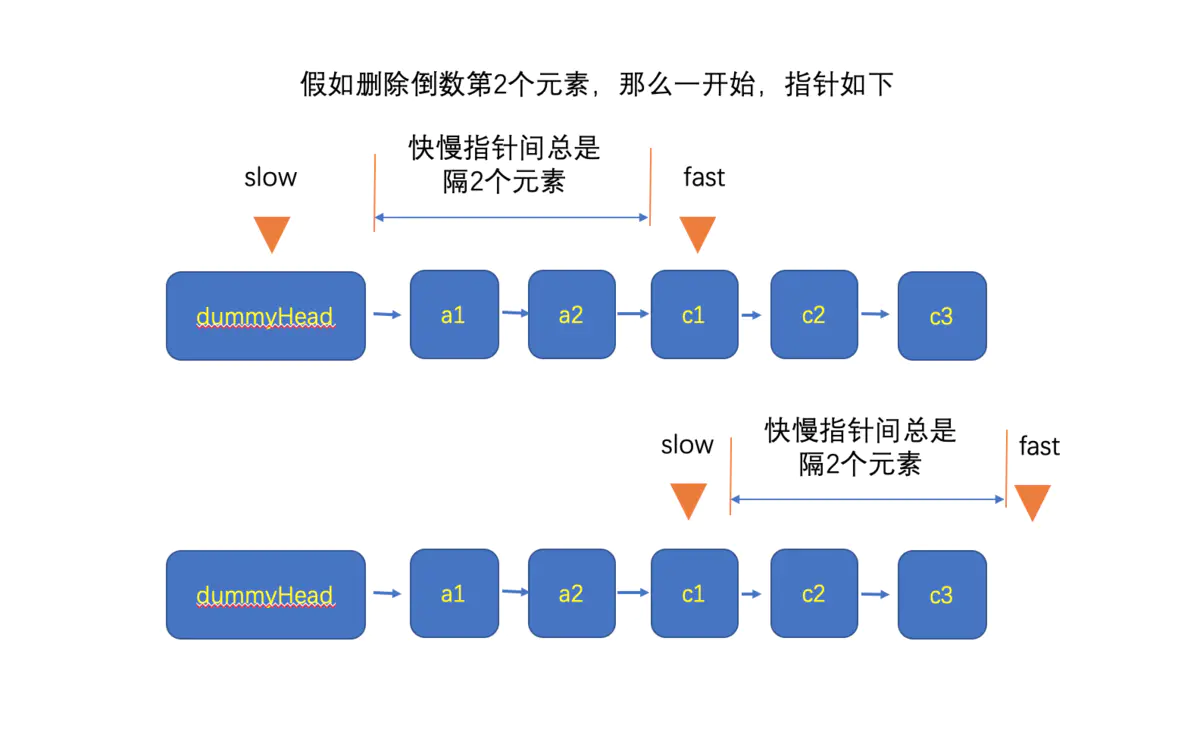 假如删除倒数第2个元素，那么一开始，指针如下
快慢指针间总是
隔2个元素
slow
fast
dummyHead
a1
a2
c1
c2
c3
快慢指针间总是
隔2个元素
slow
fast
dummyHead
a1
a2
c1
c2
c3